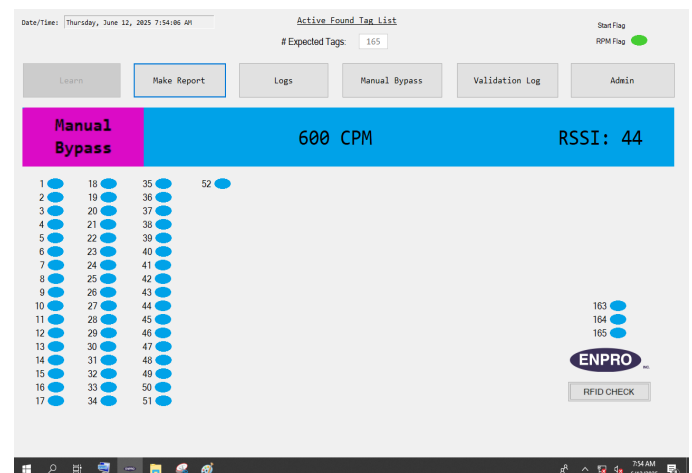 Date/Time: Thursday, June 12, 2025 7:54:06 AM
Active Found Tag List
# Expected Tags: 165
Start Flag
RPM Flag
Learn Make Report Logs Manual Bypass Validation Log Admin
Manual Bypass
600 CPM
RSSI: 44
1 18 35 52
2 19 36
3 20 37
4 21 38
5 22 39
6 23 40
7 24 41
8 25 42
9 26 43
10 27 44 163
11 28 45 164
12 29 46 165
13 30 47
14 31 48
15 32 49
16 33 50
17 34 51
ENPRO
RFID CHECK
7:54 AM